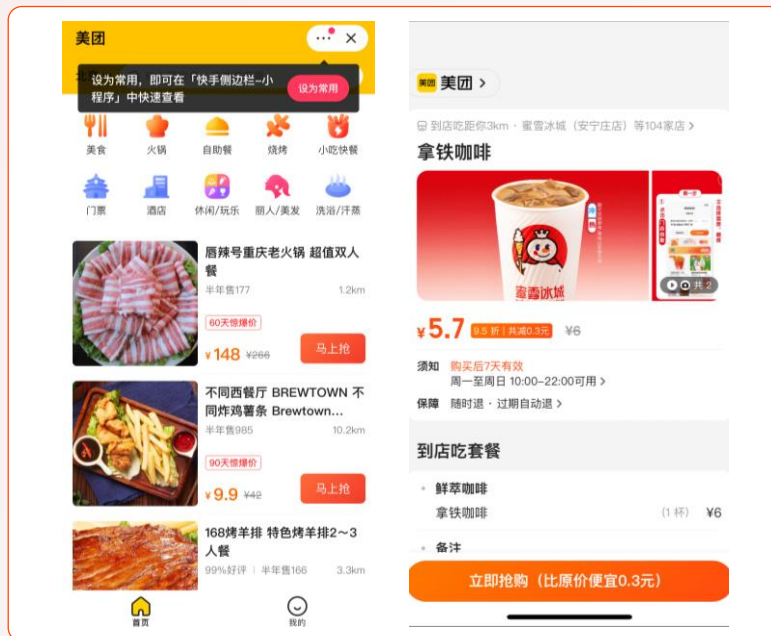 美团
设为常用，即可在「快手侧边栏-小
程序」中快速查看
设为常用
美食
火锅
自助餐
烧烤
小吃快餐
门票
酒店
休闲/玩乐
丽人/美发
洗浴/汗蒸
唇辣号重庆老火锅 超值双人
餐
半年售177
1.2km
60天惊爆价
¥148 ¥266
马上抢
不同西餐厅 BREWTOWN 不
同炸鸡薯条 Brewtown...
半年售985
10.2km
90天惊爆价
¥9.9 ¥42
马上抢
168烤羊排 特色烤羊排2~3
人餐
99%好评 | 半年售166
3.3km
首页
我的
美团 美团 >
到店吃距你3km · 蜜雪冰城（安宁庄店）等104家店 >
拿铁咖啡
蜜雪冰城
共 2
¥5.7 9.5 折 | 共减0.3元 ¥6
须知 购买后7天有效
周一至周日 10:00-22:00可用 >
保障 随时退 · 过期自动退 >
到店吃套餐
· 鲜萃咖啡
拿铁咖啡 (1 杯) ¥6
· 备注
立即抢购（比原价便宜0.3元）